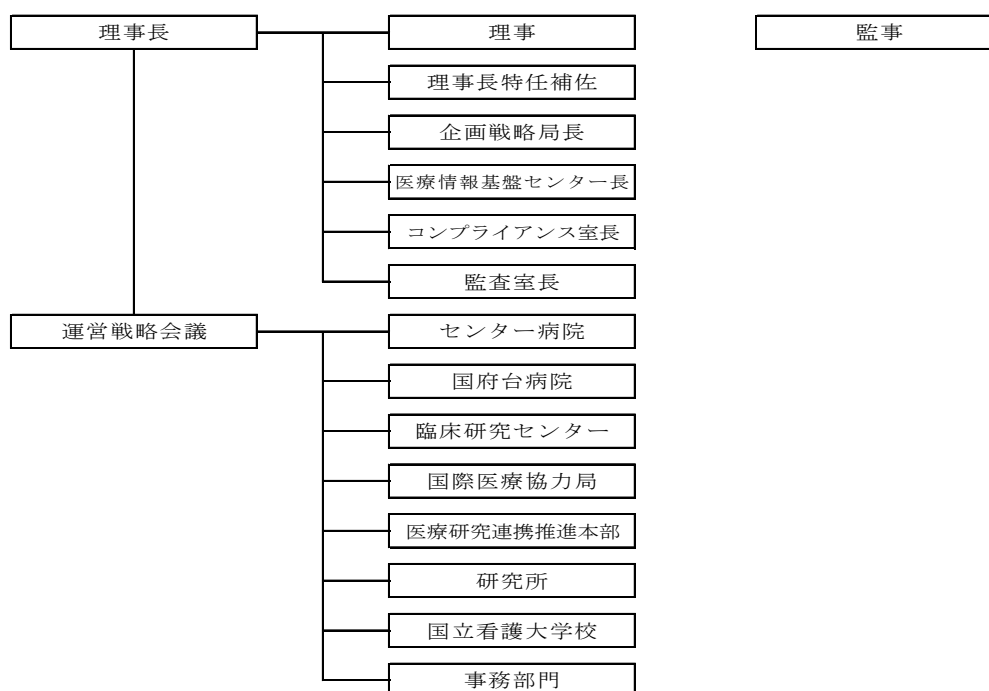 理事長
理事
監事
理事長特任補佐
企画戦略局長
医療情報基盤センター長
コンプライアンス室長
監査室長
運営戦略会議
センター病院
国府台病院
臨床研究センター
国際医療協力局
医療研究連携推進本部
研究所
国立看護大学校
事務部門